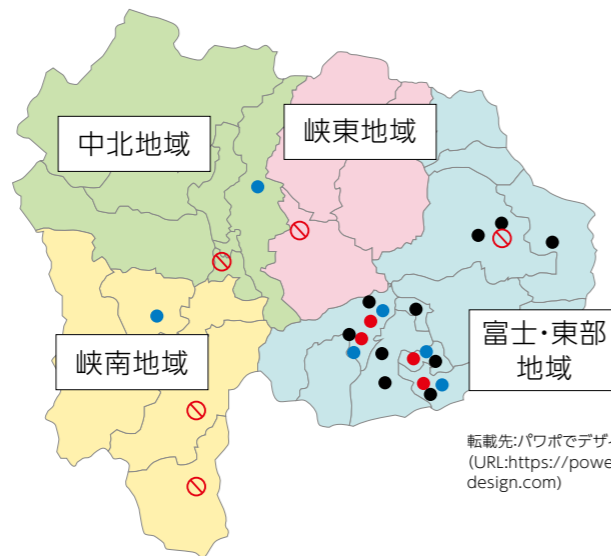 中北地域
峡東地域
峡南地域
富士・東部
地域
転載先:パワポでデザイ
(URL:https://powe
design.com)